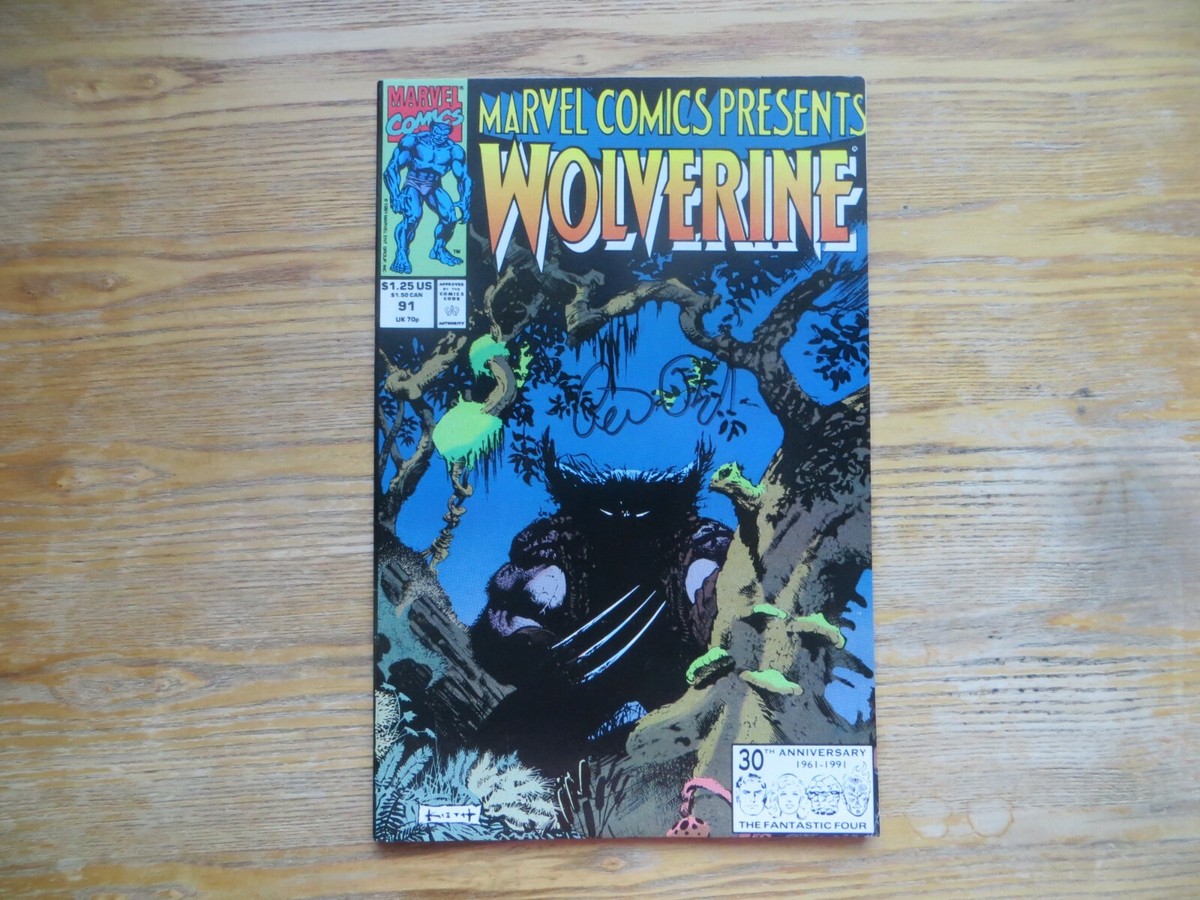 MARVEL
COMICS
MARVEL COMICS PRESENTS
WOLVERINE
TM
$1.25 US
$1.50 CAN
91
UK 70p
APPROVED
BY THE
COMICS
CODE
AUTHORITY
30TH ANNIVERSARY
1961-1991
THE FANTASTIC FOUR